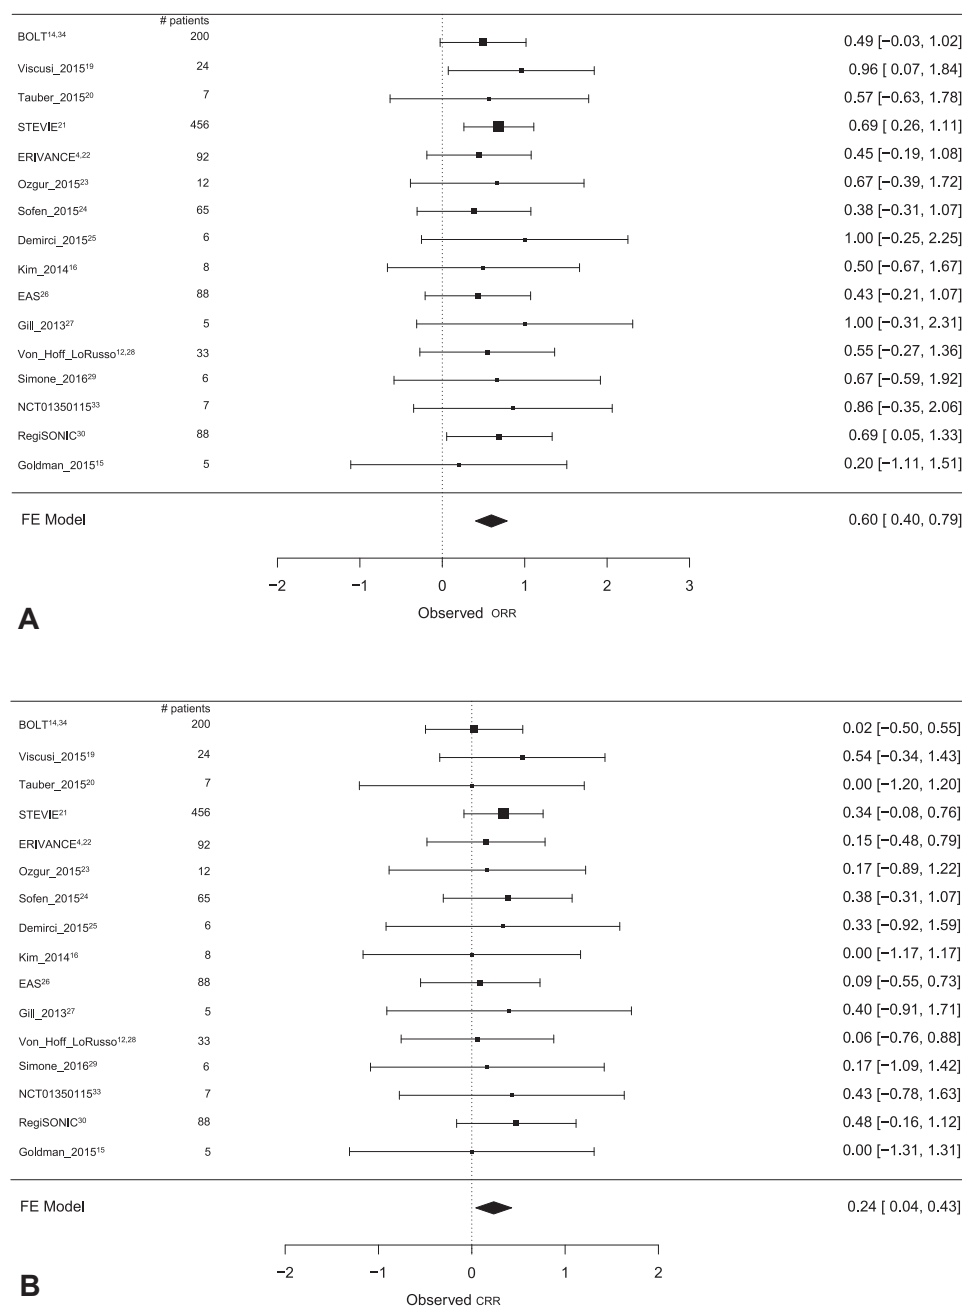 # patients
BOLT14,34 200 0.49 [−0.03, 1.02]
Viscusi_201519 24 0.96 [ 0.07, 1.84]
Tauber_201520 7 0.57 [−0.63, 1.78]
STEVIE21 456 0.69 [ 0.26, 1.11]
ERIVANCE4,22 92 0.45 [−0.19, 1.08]
Ozgur_201523 12 0.67 [−0.39, 1.72]
Sofen_201524 65 0.38 [−0.31, 1.07]
Demirci_201525 6 1.00 [−0.25, 2.25]
Kim_201416 8 0.50 [−0.67, 1.67]
EAS26 88 0.43 [−0.21, 1.07]
Gill_201327 5 1.00 [−0.31, 2.31]
Von_Hoff_LoRusso12,28 33 0.55 [−0.27, 1.36]
Simone_201629 6 0.67 [−0.59, 1.92]
NCT0135011533 7 0.86 [−0.35, 2.06]
RegiSONIC30 88 0.69 [ 0.05, 1.33]
Goldman_201515 5 0.20 [−1.11, 1.51]
FE Model 0.60 [ 0.40, 0.79]
−2 −1 0 1 2 3
Observed ORR
A
# patients
BOLT14,34 200 0.02 [−0.50, 0.55]
Viscusi_201519 24 0.54 [−0.34, 1.43]
Tauber_201520 7 0.00 [−1.20, 1.20]
STEVIE21 456 0.34 [−0.08, 0.76]
ERIVANCE4,22 92 0.15 [−0.48, 0.79]
Ozgur_201523 12 0.17 [−0.89, 1.22]
Sofen_201524 65 0.38 [−0.31, 1.07]
Demirci_201525 6 0.33 [−0.92, 1.59]
Kim_201416 8 0.00 [−1.17, 1.17]
EAS26 88 0.09 [−0.55, 0.73]
Gill_201327 5 0.40 [−0.91, 1.71]
Von_Hoff_LoRusso12,28 33 0.06 [−0.76, 0.88]
Simone_201629 6 0.17 [−1.09, 1.42]
NCT0135011533 7 0.43 [−0.78, 1.63]
RegiSONIC30 88 0.48 [−0.16, 1.12]
Goldman_201515 5 0.00 [−1.31, 1.31]
FE Model 0.24 [ 0.04, 0.43]
−2 −1 0 1 2
Observed CRR
B